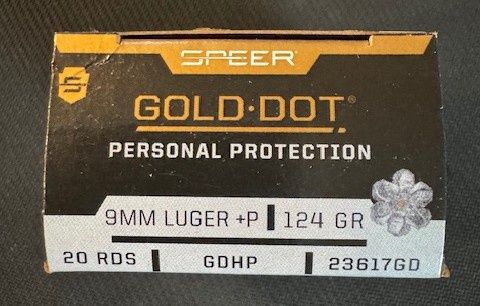 SPEER
GOLD·DOT®
PERSONAL PROTECTION
9MM LUGER +P | 124 GR
20 RDS | GDHP | 23617GD